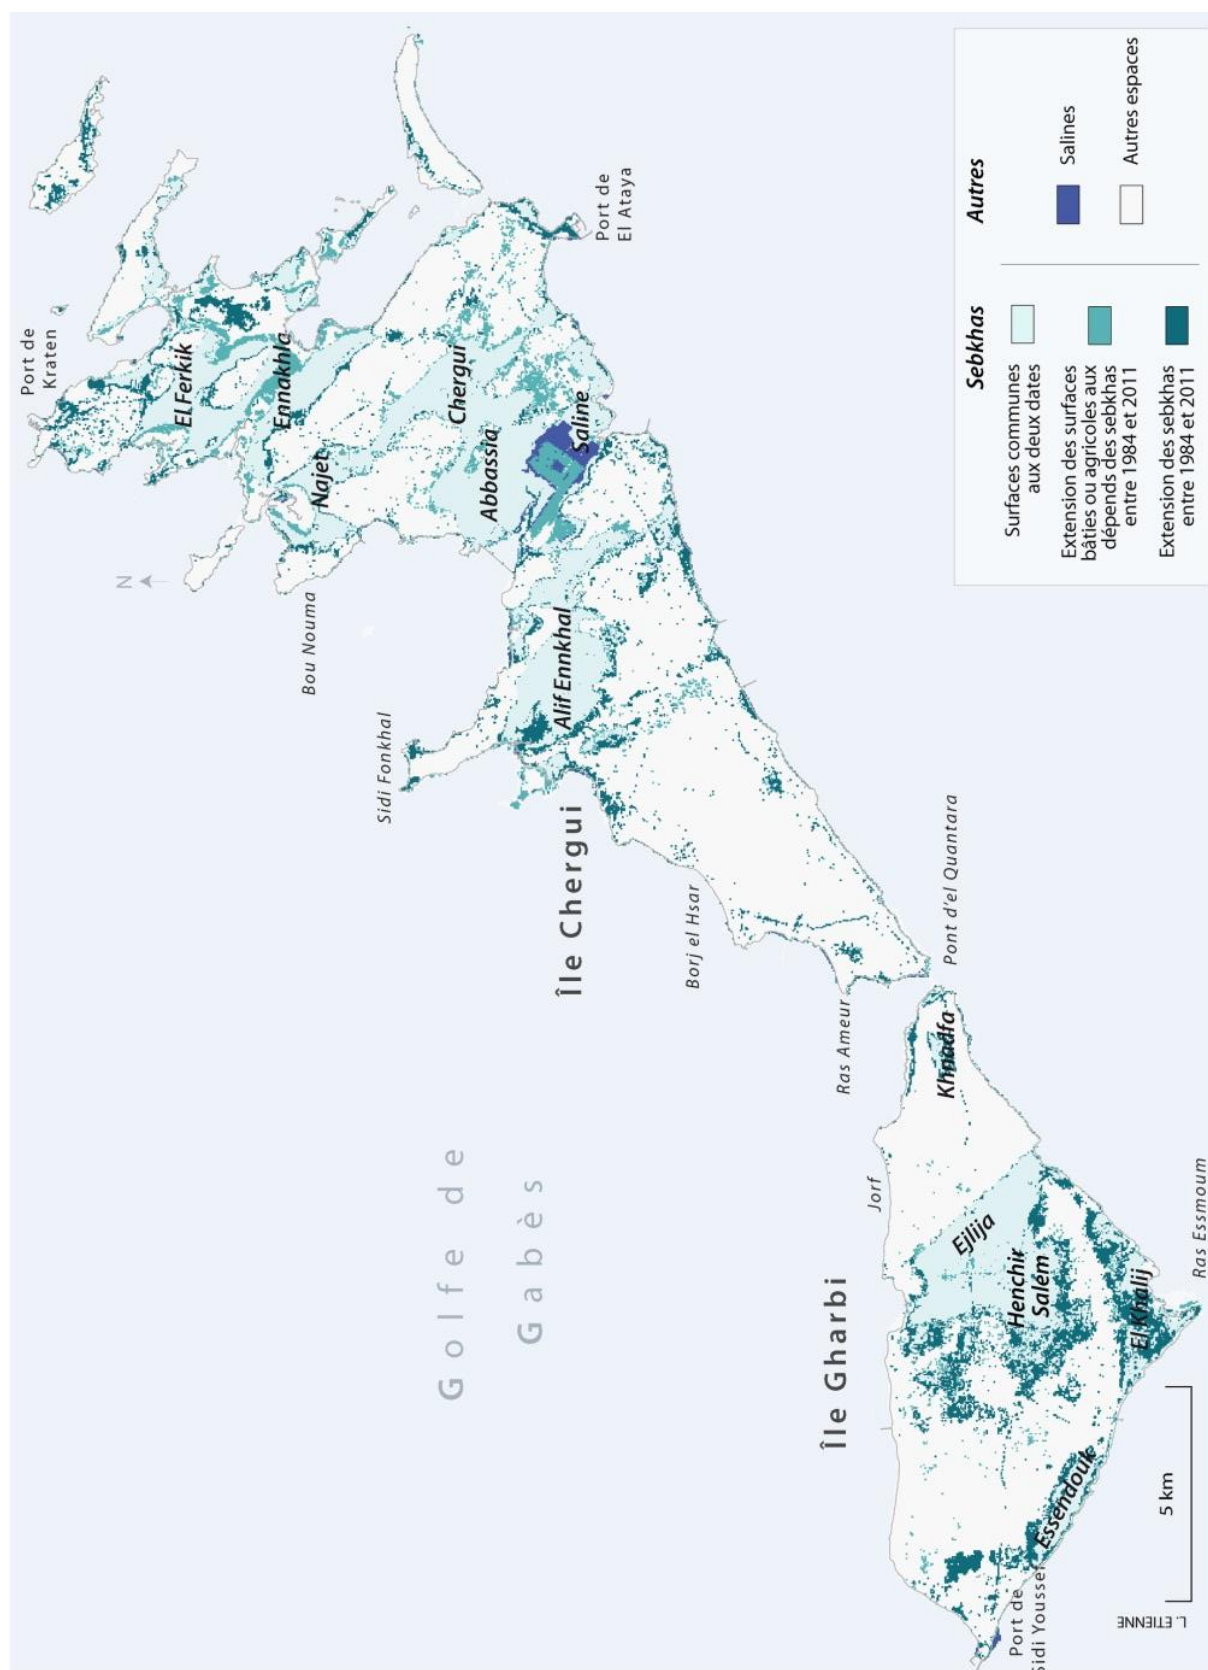 Port de
Kraten
El Ferkik
Ennakhla
Najet
Bou Nouma
N
Chergui
Abbassia
Saline
Port de
El Ataya
Sidi Fonkhal
Alif Ennkhal
Île Chergui
Borj el Hsar
Ras Ameur
Pont d'el Quantara
Golfe de
Gabès
Île Gharbi
Jorf
Ejlija
Henchir
Salém
El Khalij
Ras Essmoum
Essendouk
Port de
Sidi Youssef
5 km
L. ETIENNE
Sebkhas
Surfaces communes
aux deux dates
Extension des surfaces
bâties ou agricoles aux
dépends des sebkhas
entre 1984 et 2011
Extension des sebkhas
entre 1984 et 2011
Autres
Salines
Autres espaces